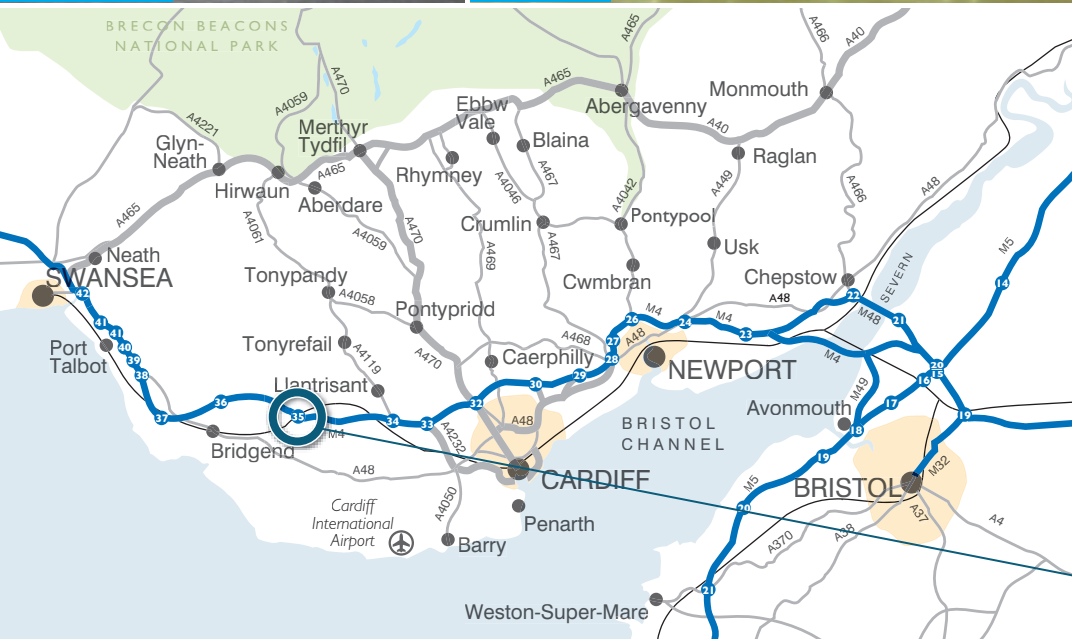 BRECON BEACONS
NATIONAL PARK
A470
A4059
A465
A465
A466
A40
A4221
Glyn-
Neath
Merthyr
Tydfil
Ebbw
Vale
Abergavenny
Monmouth
Blaina
A40
Raglan
Hirwaun
A465
Aberdare
Rhymney
A4046
A467
A4042
A449
A466
A48
A465
A4061
A4059
A470
A469
Crumlin
A467
Pontypool
Usk
Neath
SWANSEA
42
Tonypandy
A4058
Pontypridd
Cwmbran
Chepstow
A48
22
SEVERN
M5
14
41
41
40
39
38
37
Port
Talbot
Tonyrefail
A4119
A470
Caerphilly
A468
26
27
28
A48
M4
24
M4
23
M48
21
M4
20
15
16
NEWPORT
Llantrisant
36
35
M4
34
33
32
30
29
A48
A4232
M49
17
18
19
19
Avonmouth
BRISTOL
CHANNEL
Bridgend
A48
CARDIFF
M5
20
BRISTOL
M32
A37
A4
A38
A370
Cardiff
International
Airport
A4050
Penarth
Barry
Weston-Super-Mare
21